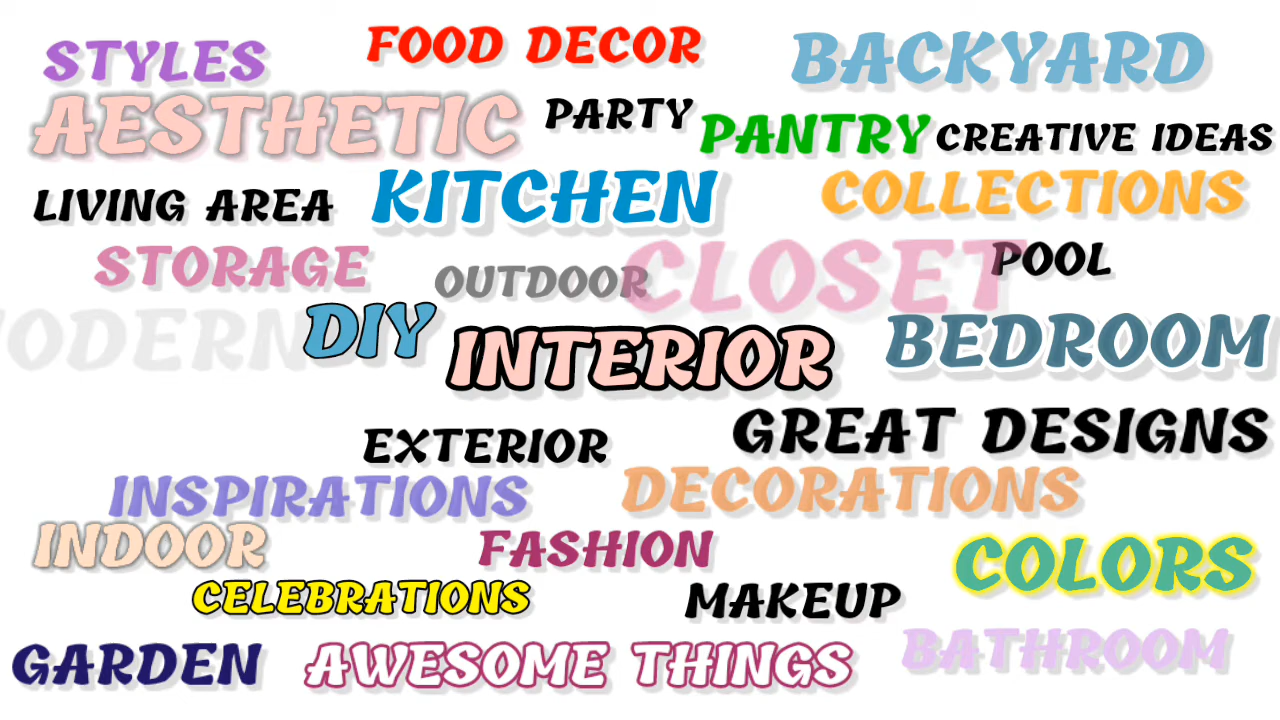 STYLES
FOOD DECOR
BACKYARD
AESTHETIC
PARTY
PANTRY
CREATIVE IDEAS
LIVING AREA
KITCHEN
COLLECTIONS
STORAGE
OUTDOOR
CLOSET
POOL
ODERN
DIY
INTERIOR
BEDROOM
EXTERIOR
GREAT DESIGNS
INSPIRATIONS
DECORATIONS
INDOOR
FASHION
COLORS
CELEBRATIONS
MAKEUP
GARDEN
AWESOME THINGS
BATHROOM